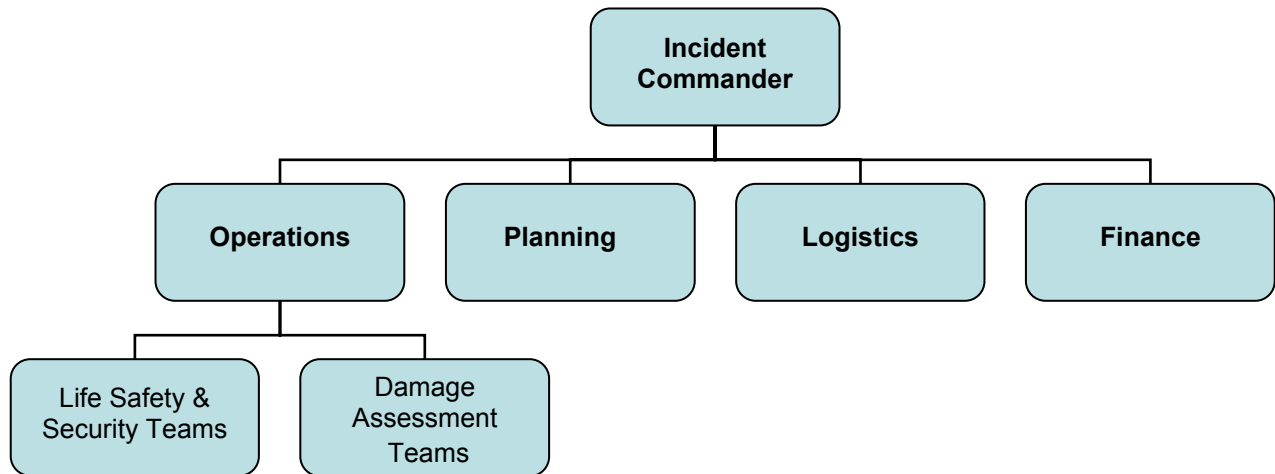 Incident
Commander
Operations
Planning
Logistics
Finance
Life Safety &
Security Teams
Damage
Assessment
Teams